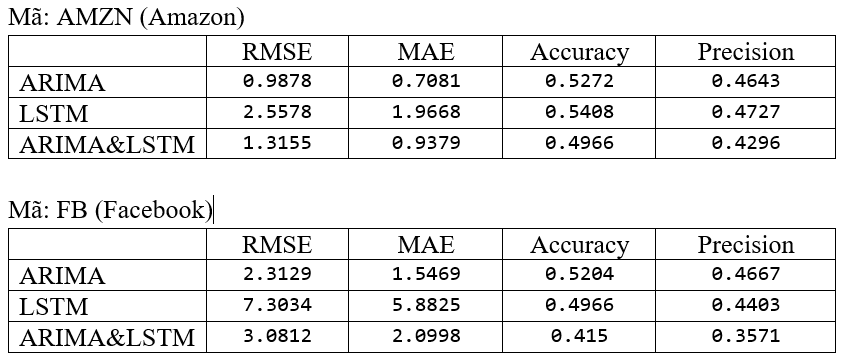 Mã: AMZN (Amazon)
RMSE MAE Accuracy Precision
ARIMA 0.9878 0.7081 0.5272 0.4643
LSTM 2.5578 1.9668 0.5408 0.4727
ARIMA&LSTM 1.3155 0.9379 0.4966 0.4296
Mã: FB (Facebook)
RMSE MAE Accuracy Precision
ARIMA 2.3129 1.5469 0.5204 0.4667
LSTM 7.3034 5.8825 0.4966 0.4403
ARIMA&LSTM 3.0812 2.0998 0.415 0.3571